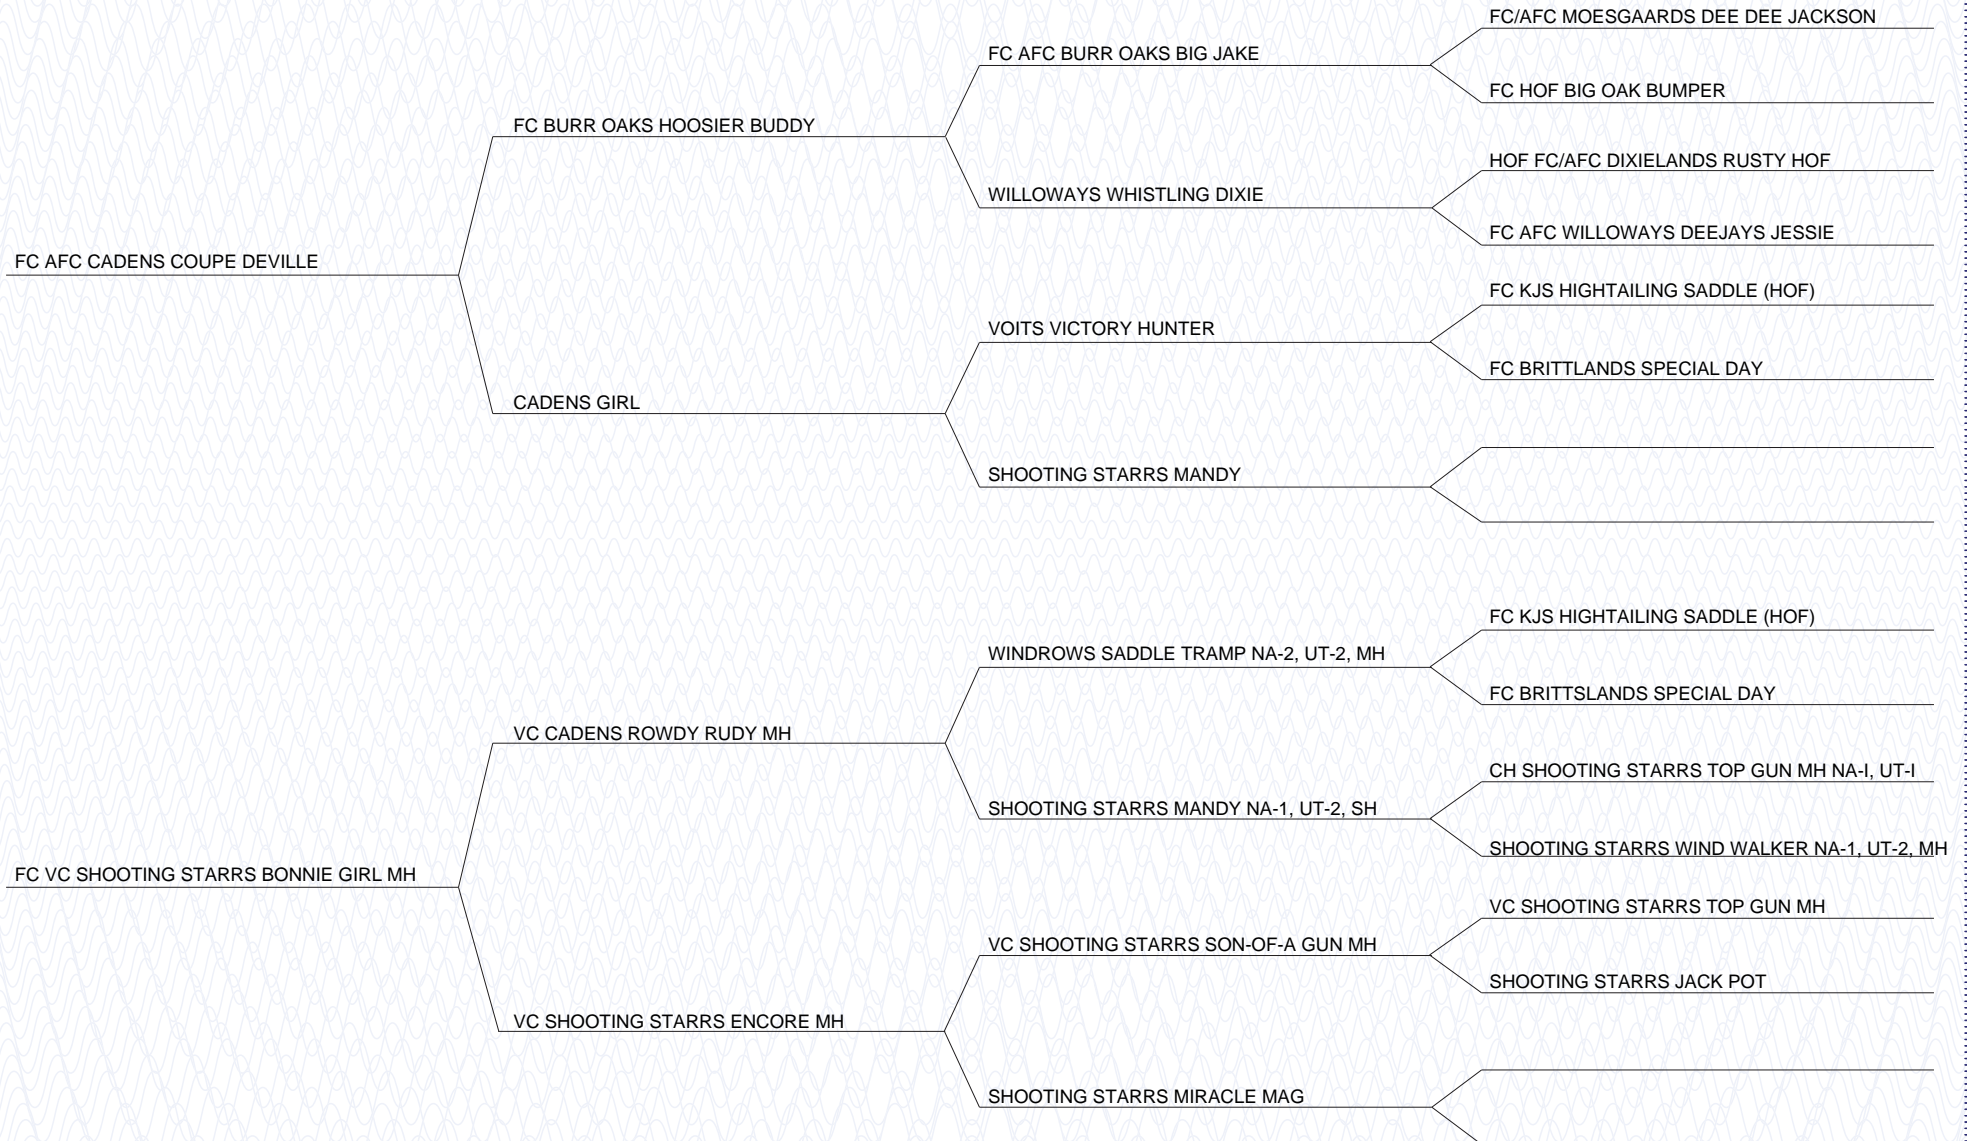 FC/AFC MOESGAARDS DEE DEE JACKSON
FC AFC BURR OAKS BIG JAKE
FC HOF BIG OAK BUMPER
FC BURR OAKS HOOSIER BUDDY
HOF FC/AFC DIXIELANDS RUSTY HOF
WILLOWAYS WHISTLING DIXIE
FC AFC WILLOWAYS DEEJAYS JESSIE
FC AFC CADENS COUPE DEVILLE
FC KJS HIGHTAILING SADDLE (HOF)
VOITS VICTORY HUNTER
FC BRITTLANDS SPECIAL DAY
CADENS GIRL
SHOOTING STARRS MANDY
FC KJS HIGHTAILING SADDLE (HOF)
WINDROWS SADDLE TRAMP NA-2, UT-2, MH
FC BRITTSLANDS SPECIAL DAY
VC CADENS ROWDY RUDY MH
CH SHOOTING STARRS TOP GUN MH NA-I, UT-I
SHOOTING STARRS MANDY NA-1, UT-2, SH
SHOOTING STARRS WIND WALKER NA-1, UT-2, MH
FC VC SHOOTING STARRS BONNIE GIRL MH
VC SHOOTING STARRS TOP GUN MH
VC SHOOTING STARRS SON-OF-A GUN MH
SHOOTING STARRS JACK POT
VC SHOOTING STARRS ENCORE MH
SHOOTING STARRS MIRACLE MAG